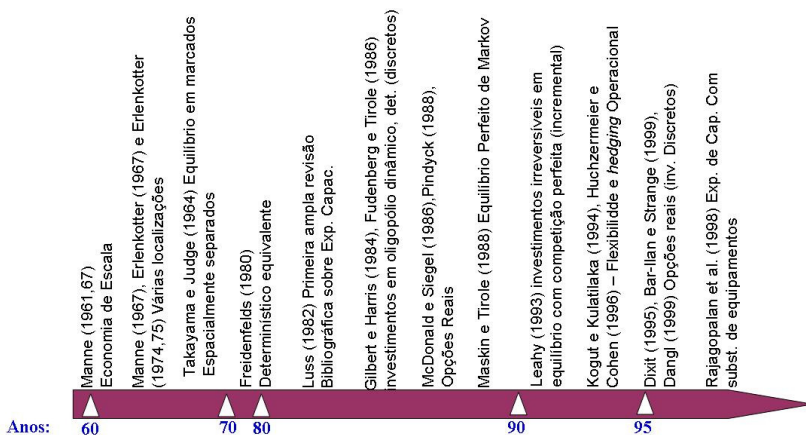 Manne (1961,67)
Economia de Escala
Manne (1967), Erlenkotter (1967) e Erlenkotter
(1974,75) Várias localizações
Takayama e Judge (1964) Equilíbrio em marcados
Espacialmente separados
Freidenfelds (1980)
Determinístico equivalente
Luss (1982) Primeira ampla revisão
Bibliográfica sobre Exp. Capac.
Gilbert e Harris (1984), Fudenberg e Tirole (1986)
investimentos em oligopólio dinâmico, det. (discretos)
McDonald e Siegel (1986),Pindyck (1988),
Opções Reais
Maskin e Tirole (1988) Equilíbrio Perfeito de Markov
Leahy (1993) investimentos irreversíveis em
equilíbrio com competição perfeita (incremental)
Kogut e Kulatilaka (1994), Huchzermeier e
Cohen (1996) – Flexibilidde e hedging Operacional
Dixit (1995), Bar-Ilan e Strange (1999),
Dangl (1999) Opções reais (inv. Discretos)
Rajagopalan et al. (1998) Exp. de Cap. Com
subst. de equipamentos
Anos: 60 70 80 90 95